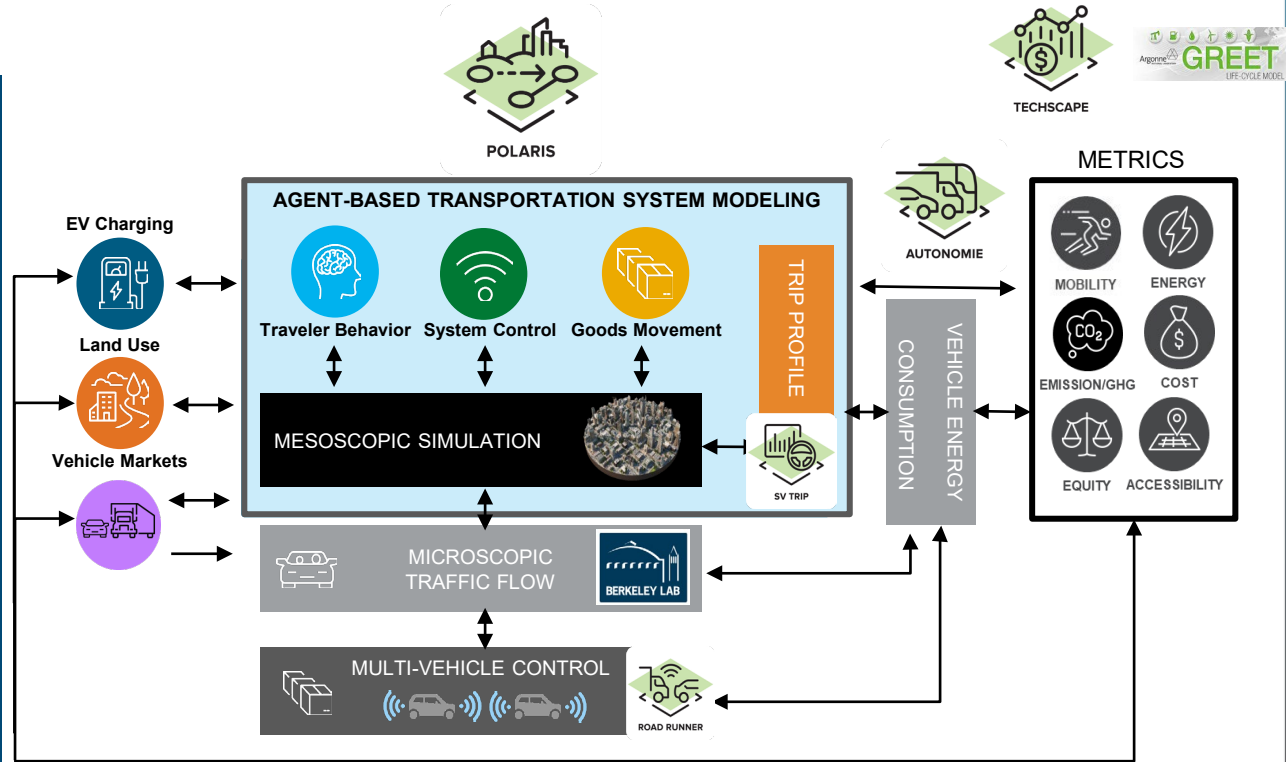 POLARIS
TECHSCAPE
Argonne
GREET
LIFE-CYCLE MODEL
METRICS
AGENT-BASED TRANSPORTATION SYSTEM MODELING
AUTONOMIE
EV Charging
Traveler Behavior
System Control
Goods Movement
TRIP PROFILE
MOBILITY
ENERGY
Land Use
VEHICLE ENERGY
CONSUMPTION
CO2
$
EMISSION/GHG
COST
MESOSCOPIC SIMULATION
Vehicle Markets
SV TRIP
EQUITY
ACCESSIBILITY
MICROSCOPIC
TRAFFIC FLOW
BERKELEY LAB
MULTI-VEHICLE CONTROL
ROAD RUNNER